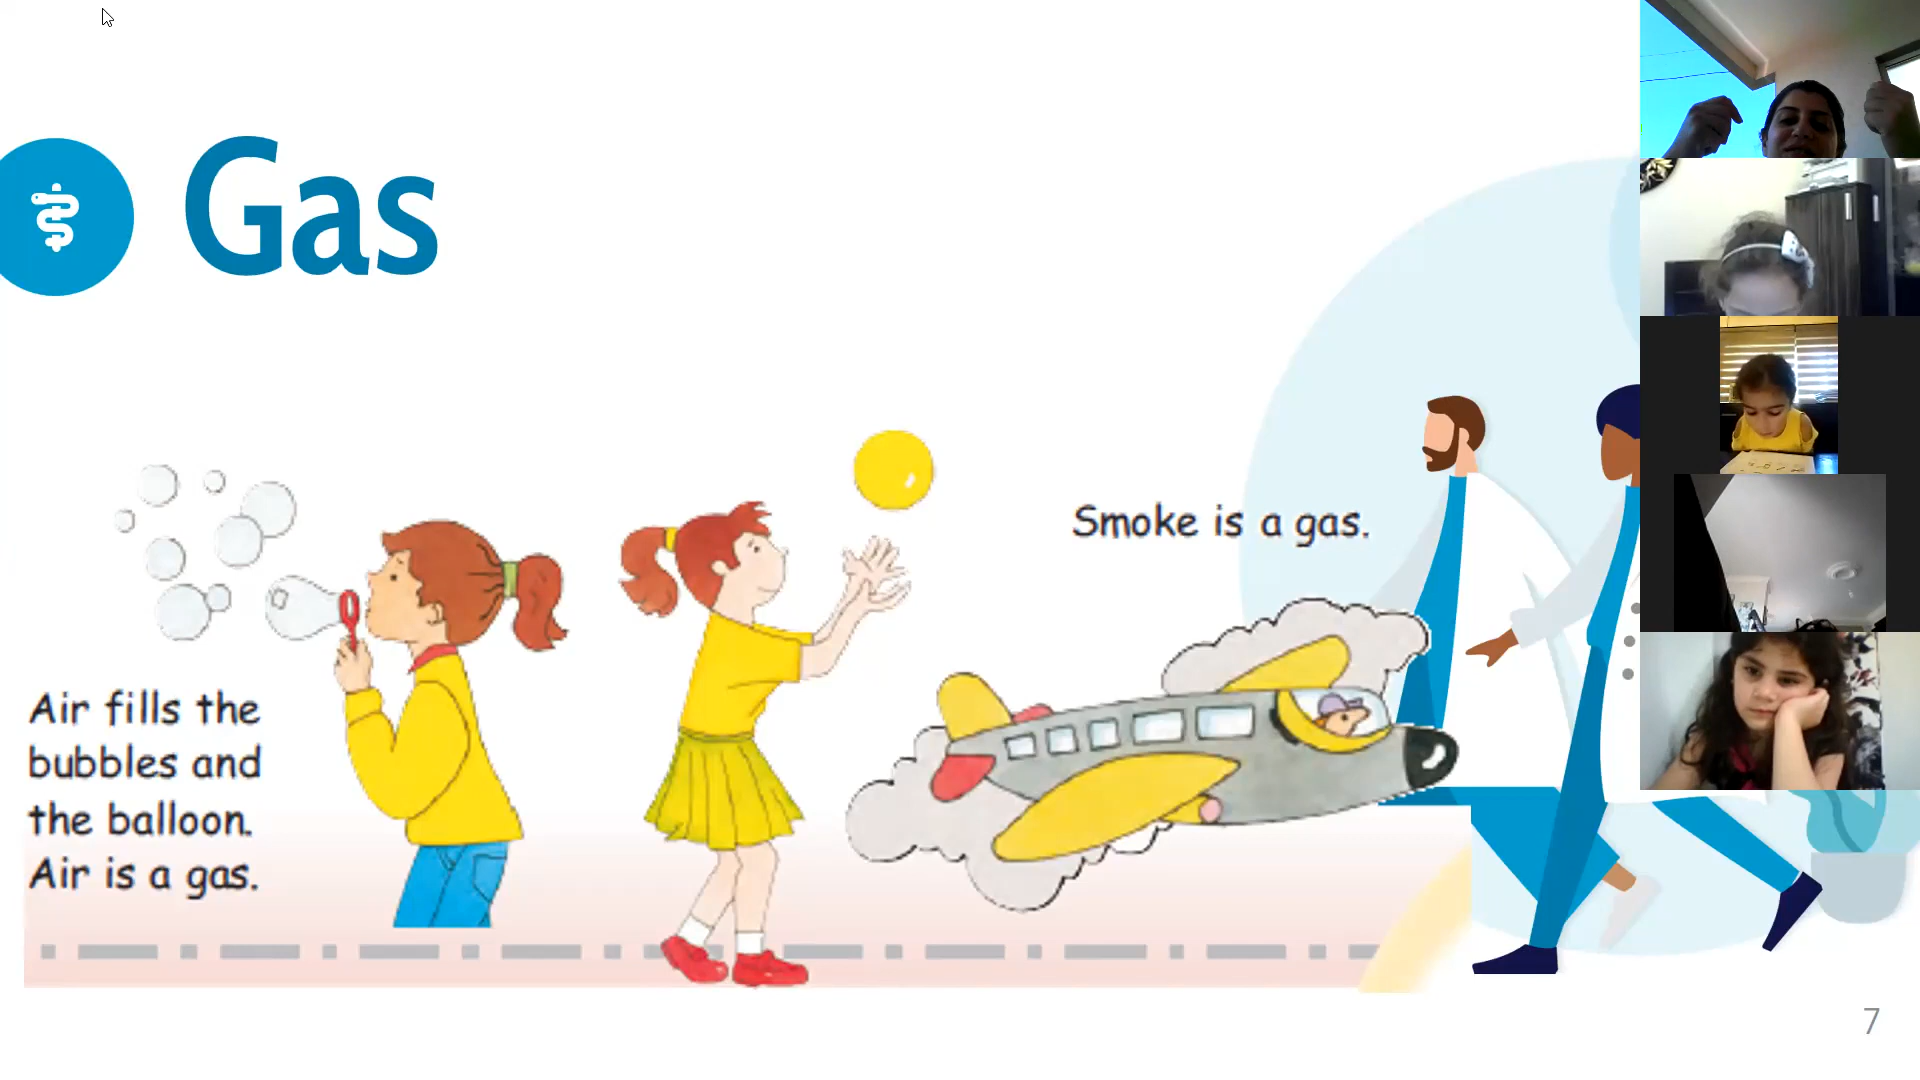 Gas
Smoke is a gas.
Air fills the
bubbles and
the balloon.
Air is a gas.
7